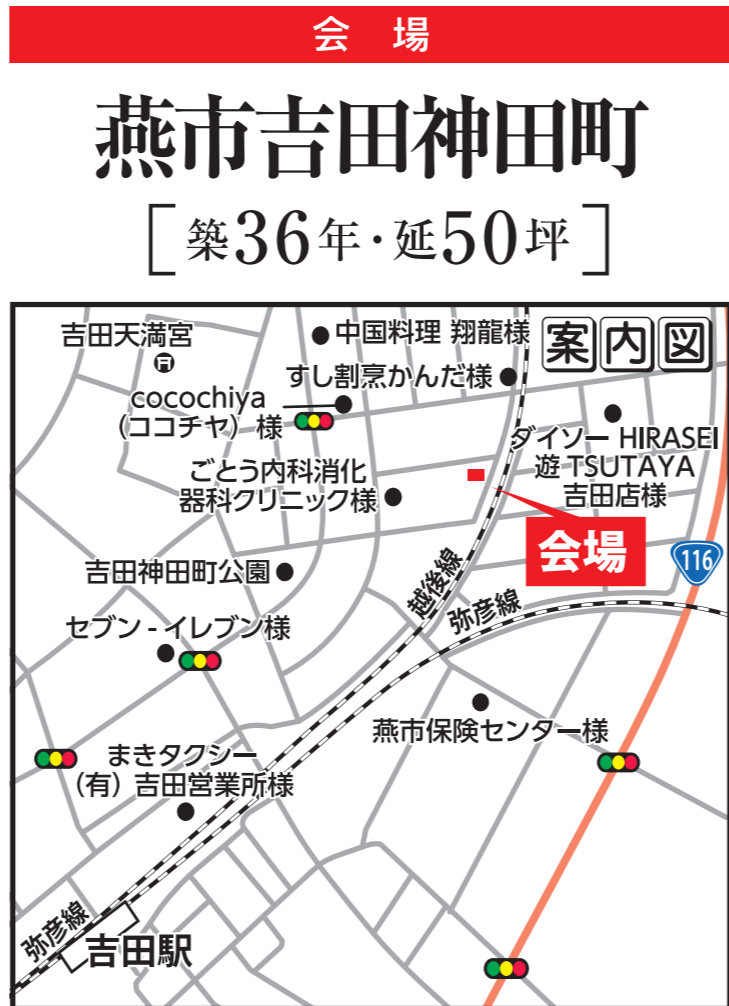 会 場
燕市吉田神田町
[築36年・延50坪]
案内図
吉田天満宮
中国料理 翔龍様
すし割烹かんだ様
cocochiya
(ココチヤ) 様
ダイソー HIRASEI
遊 TSUTAYA
吉田店様
ごとう内科消化
器科クリニック様
会場
116
越後線
弥彦線
吉田神田町公園
セブン - イレブン様
燕市保険センター様
まきタクシー
(有) 吉田営業所様
弥彦線
吉田駅